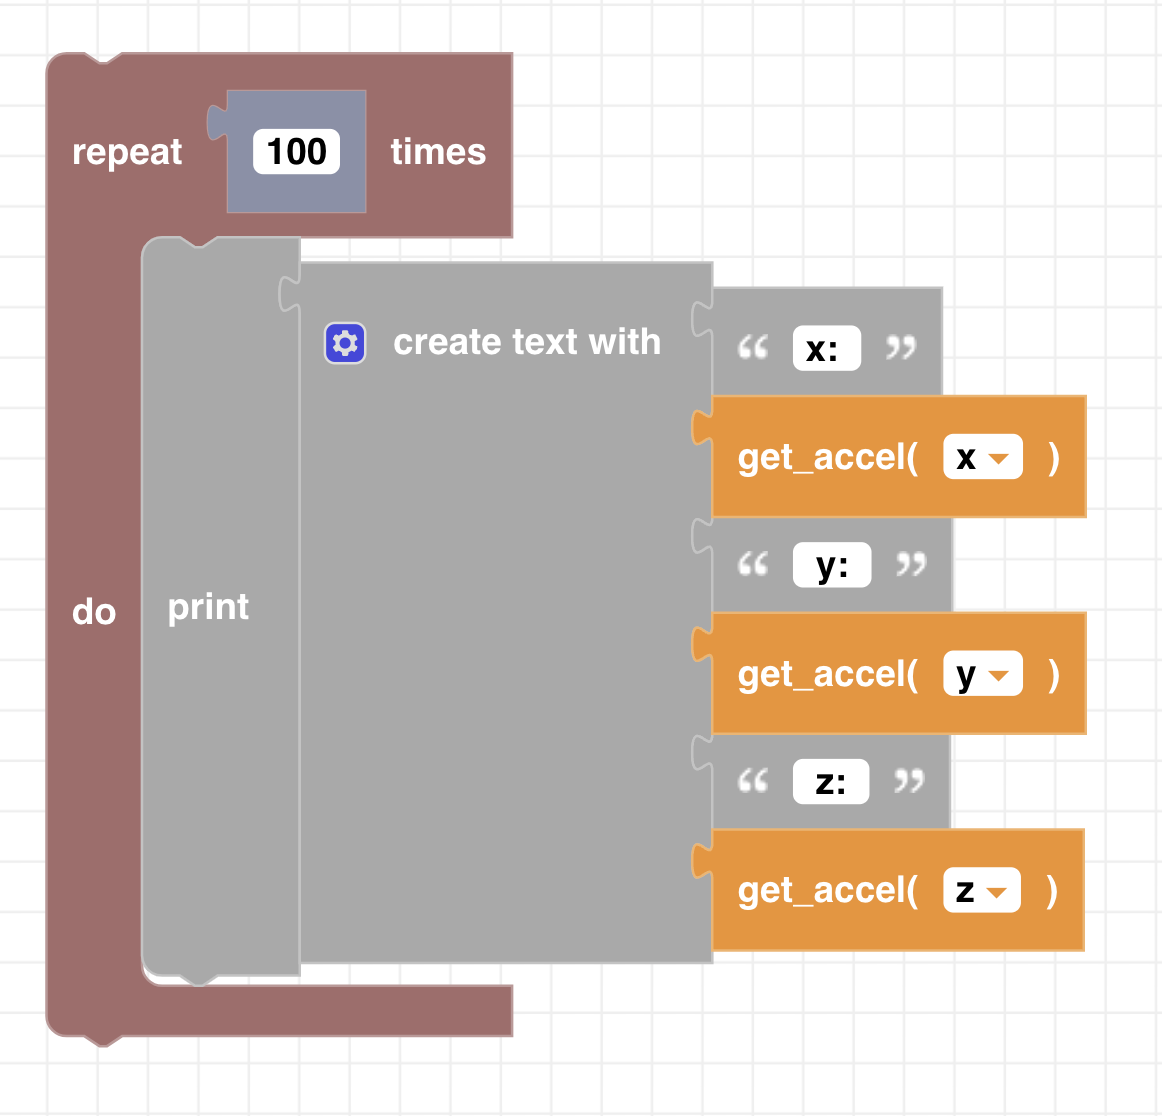 repeat 100 times
do print create text with “ x: ”
get_accel( x )
“ y: ”
get_accel( y )
“ z: ”
get_accel( z )